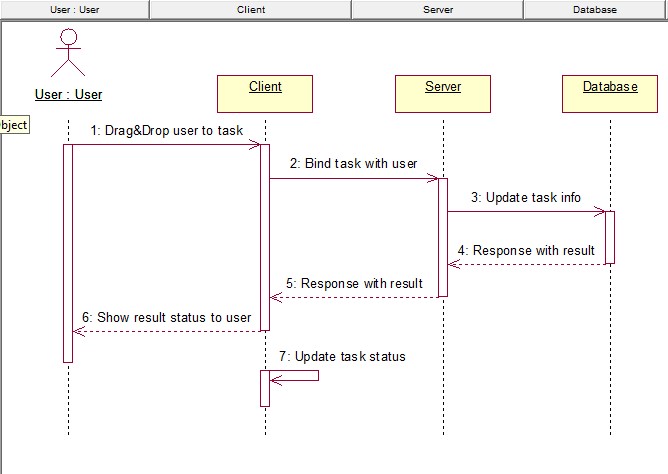 User : User
Client
Server
Database
User : User
Client
Server
Database
bject
1: Drag&Drop user to task
2: Bind task with user
3: Update task info
4: Response with result
5: Response with result
6: Show result status to user
7: Update task status